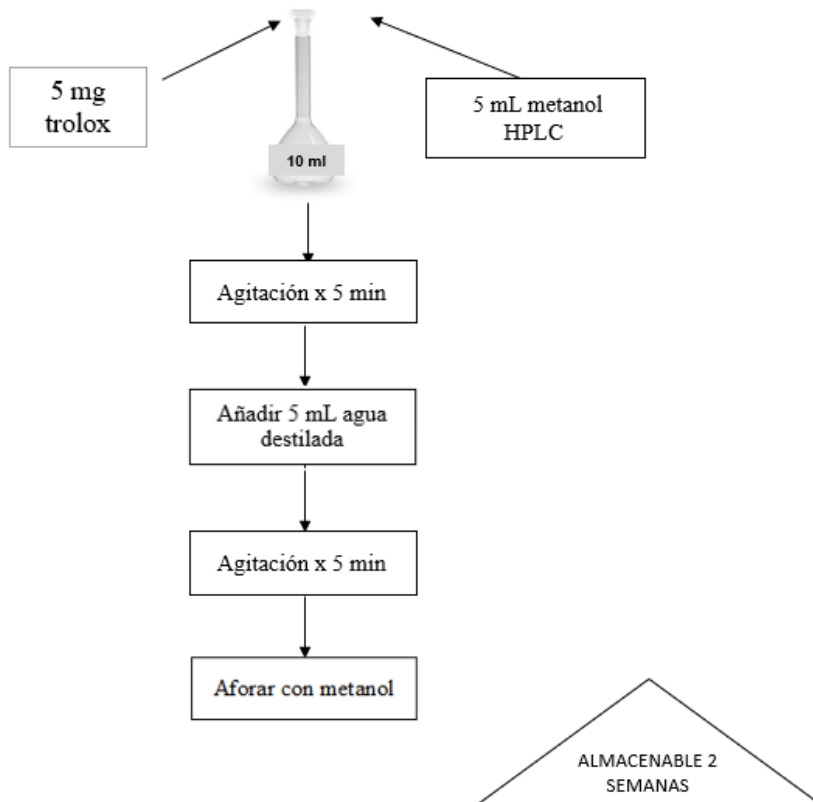 5 mg
trolox
10 ml
5 mL metanol
HPLC
Agitación x 5 min
Añadir 5 mL agua
destilada
Agitación x 5 min
Aforar con metanol
ALMACENABLE 2
SEMANAS